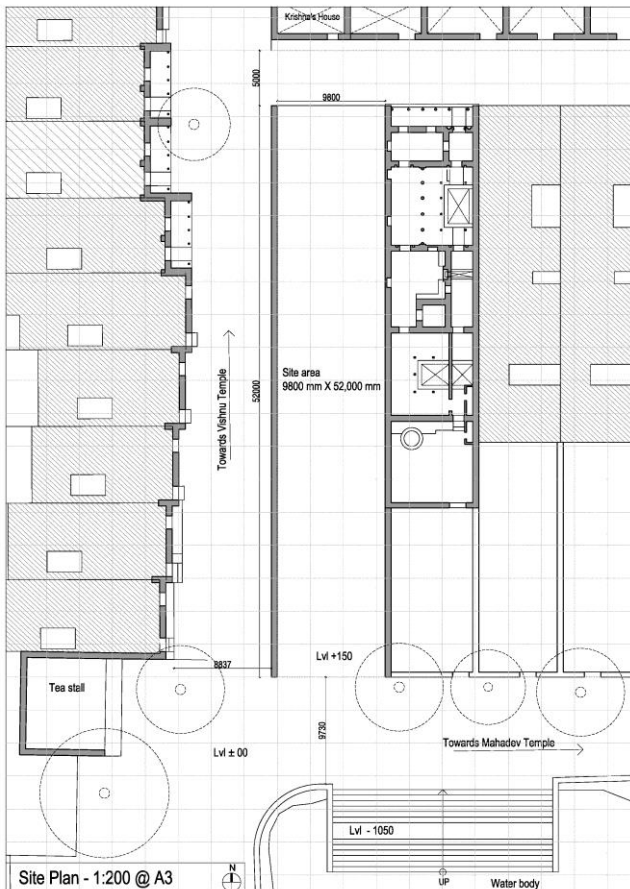 Krishna's House
5000
9800
Towards Vishnu Temple
52000
Site area
9800 mm X 52,000 mm
Lvl +150
8837
Tea stall
9730
Lvl ± 00
Towards Mahadev Temple
Lvl - 1050
UP
Water body
Site Plan - 1:200 @ A3
N